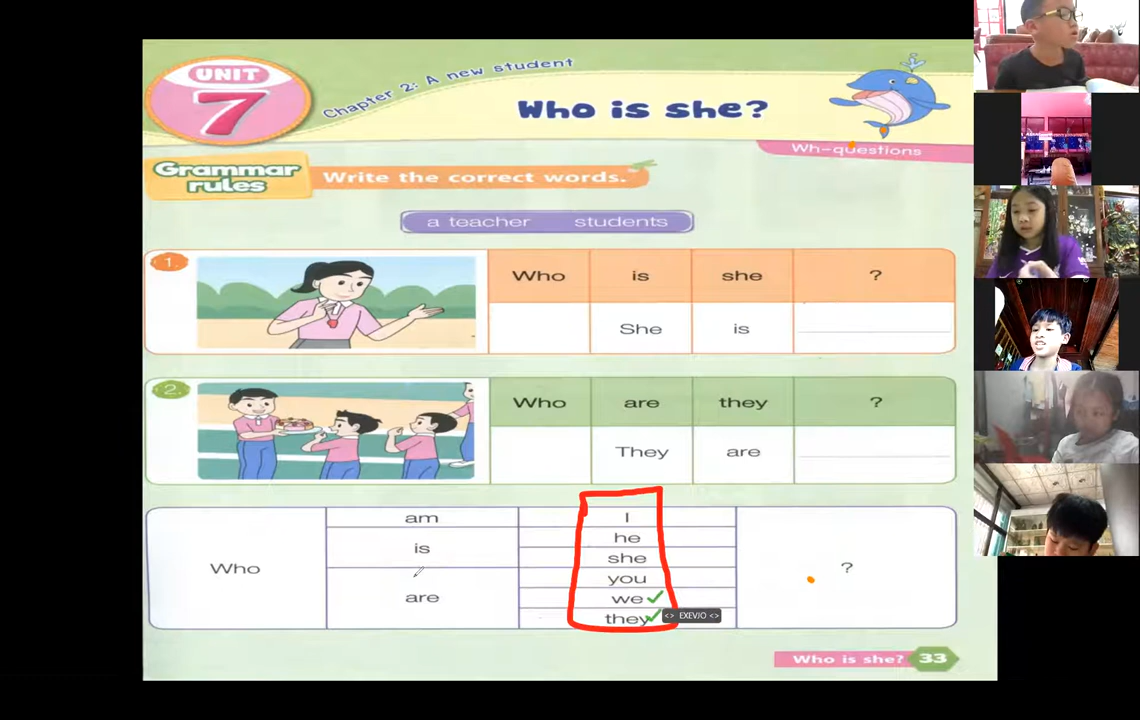 UNIT
7
Chapter 2: A new student
Who is she?
Wh-questions
Grammar rules
Write the correct words.
a teacher students
1.
Who is she ?
She is
2.
Who are they ?
They are
Who
am
is
are
I
he
she
you
we
they
?
<> EXEVJO <>
Who is she? 33